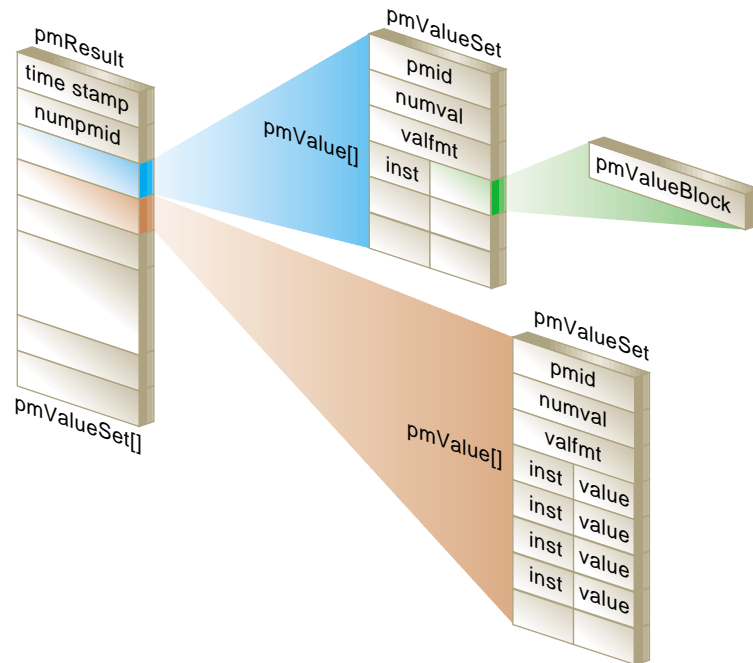 pmResult
time stamp
numpmid
pmValueSet[]
pmValueSet
pmid
numval
valfmt
inst
pmValue[]
pmValueBlock
pmValueSet
pmid
numval
valfmt
inst value
inst value
inst value
inst value
pmValue[]